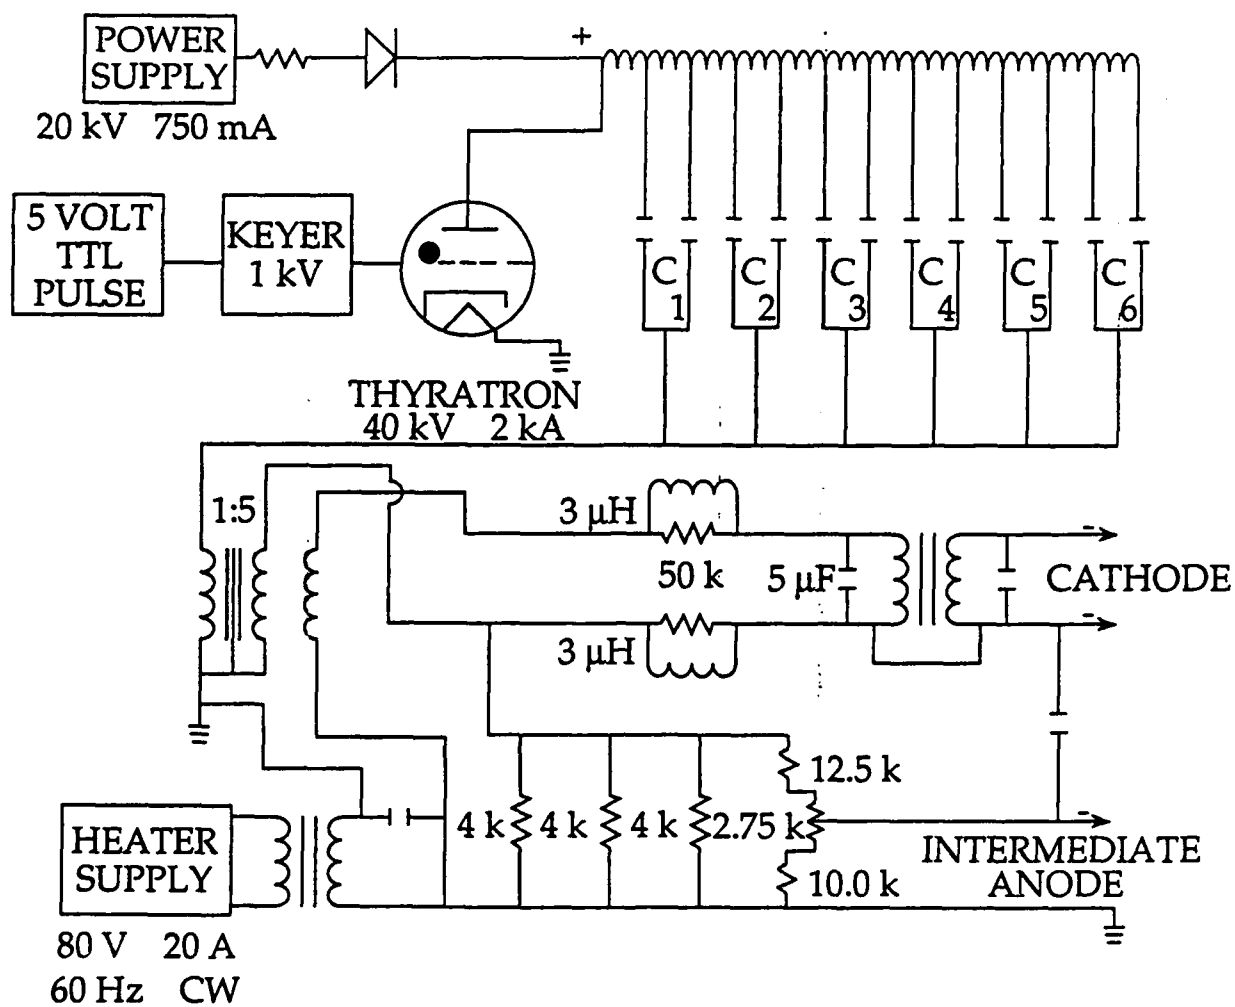 POWER
SUPPLY
20 kV 750 mA
+
5 VOLT
TTL
PULSE
KEYER
1 kV
C
1
C
2
C
3
C
4
C
5
C
6
THYRATRON
40 kV 2 kA
1:5
3 µH
50 k
5 µF
3 µH
-
CATHODE
-
12.5 k
4 k
4 k
4 k
2.75 k
10.0 k
-
INTERMEDIATE
ANODE
HEATER
SUPPLY
80 V 20 A
60 Hz CW